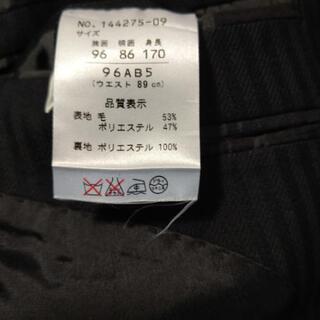 NO. 144275-09
サイズ
胸囲 胴囲 身長
96 86 170
96AB5
(ウエスト 89cm)
品質表示
表地 毛 53%
ポリエステル 47%
裏地 ポリエステル 100%